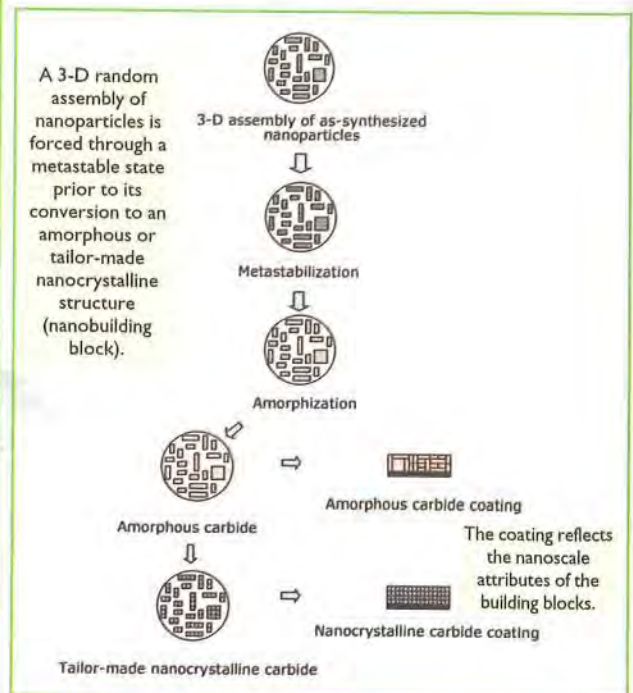 A 3-D random
assembly of
nanoparticles is
forced through a
metastable state
prior to its
conversion to an
amorphous or
tailor-made
nanocrystalline
structure
(nanobuilding
block).
3-D assembly of as-synthesized
nanoparticles
Metastabilization
Amorphization
Amorphous carbide
Amorphous carbide coating
The coating reflects
the nanoscale
attributes of the
building blocks.
Nanocrystalline carbide coating
Tailor-made nanocrystalline carbide